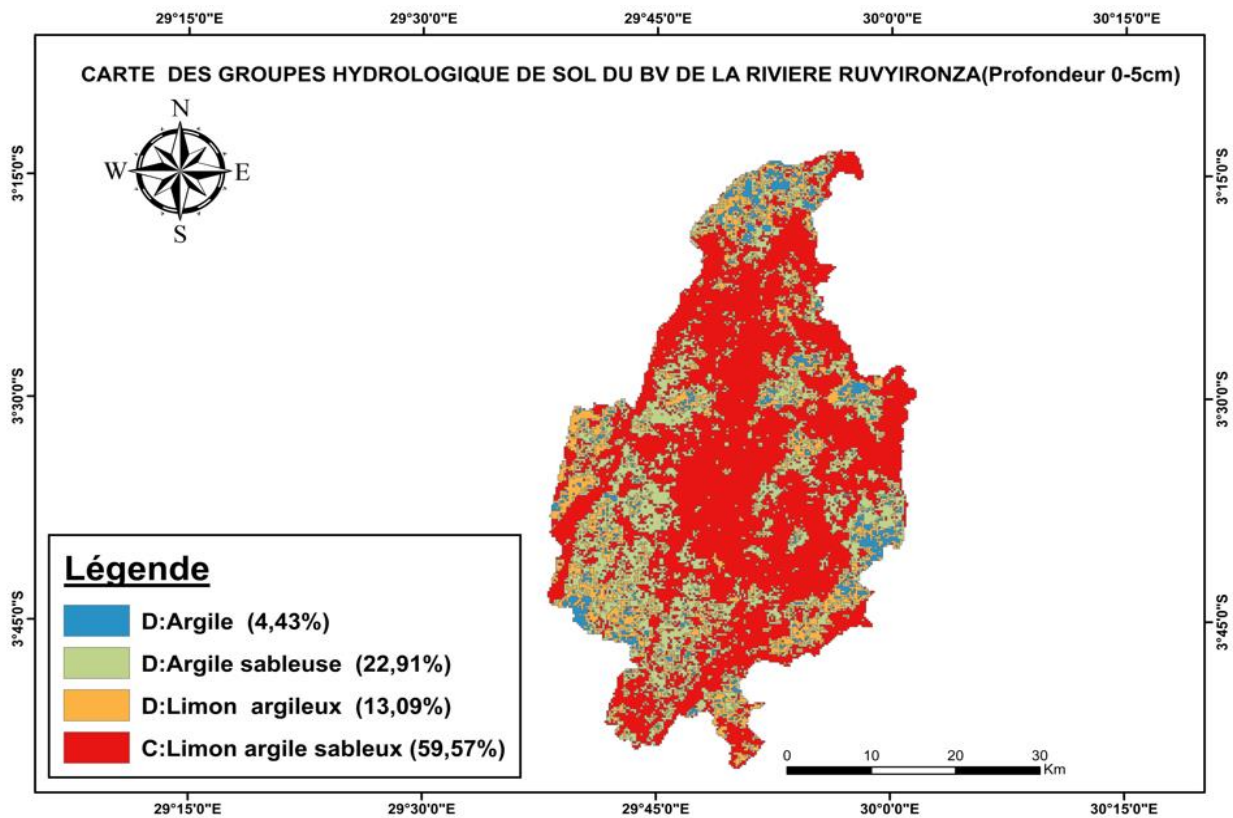 29°15'0"E 29°30'0"E 29°45'0"E 30°0'0"E 30°15'0"E
CARTE DES GROUPES HYDROLOGIQUE DE SOL DU BV DE LA RIVIERE RUVYIRONZA(Profondeur 0-5cm)
N
W E
S
3°15'0"S 3°15'0"S
3°30'0"S 3°30'0"S
3°45'0"S 3°45'0"S
Légende
D:Argile (4,43%)
D:Argile sableuse (22,91%)
D:Limon argileux (13,09%)
C:Limon argile sableux (59,57%)
0 10 20 30
Km
29°15'0"E 29°30'0"E 29°45'0"E 30°0'0"E 30°15'0"E